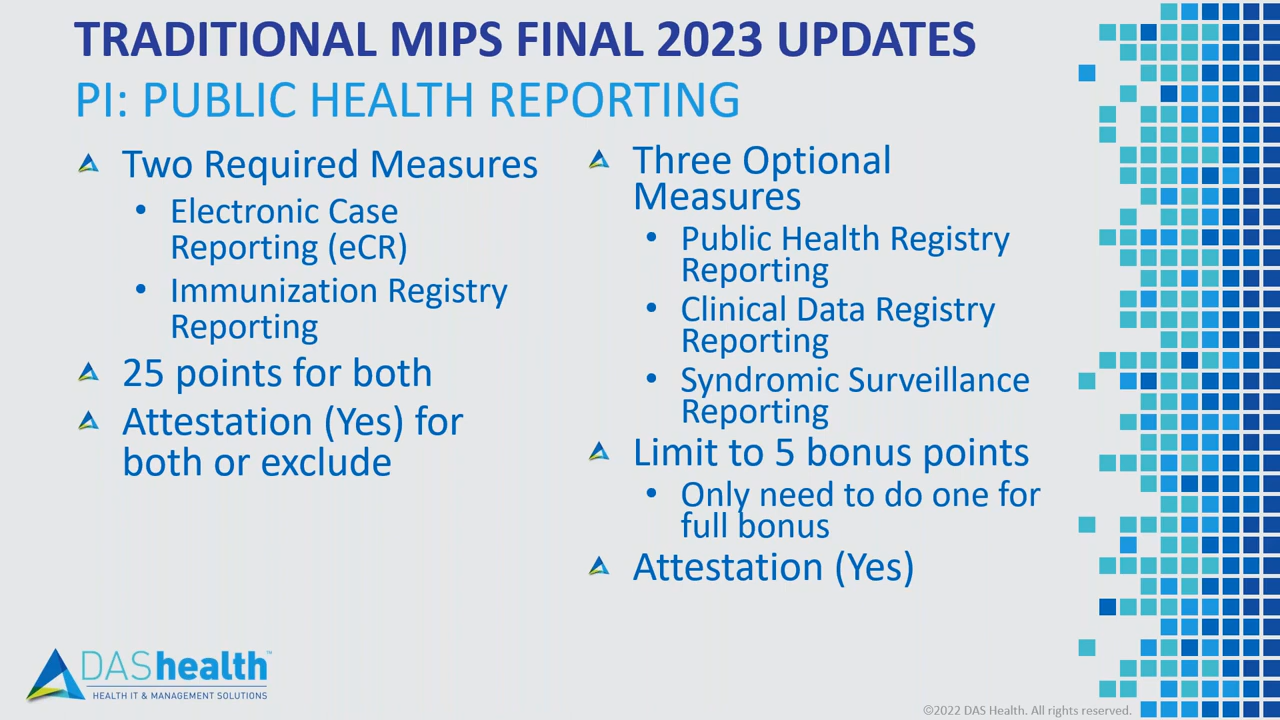 TRADITIONAL MIPS FINAL 2023 UPDATES
PI: PUBLIC HEALTH REPORTING
Two Required Measures
• Electronic Case
Reporting (eCR)
• Immunization Registry
Reporting
25 points for both
Attestation (Yes) for
both or exclude
Three Optional
Measures
• Public Health Registry
Reporting
• Clinical Data Registry
Reporting
• Syndromic Surveillance
Reporting
Limit to 5 bonus points
• Only need to do one for
full bonus
Attestation (Yes)
DAShealth™
HEALTH IT & MANAGEMENT SOLUTIONS
©2022 DAS Health. All rights reserved.